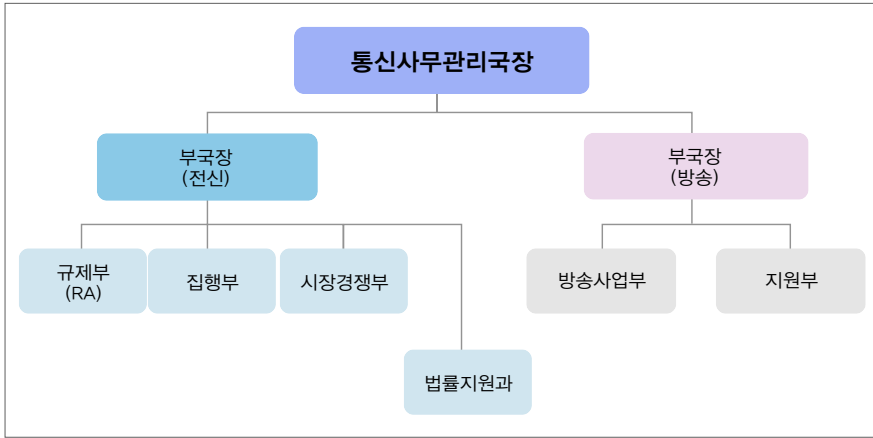 통신사무관리국장
부국장
(전신)
부국장
(방송)
규제부
(RA)
집행부
시장경쟁부
방송사업부
지원부
법률지원과